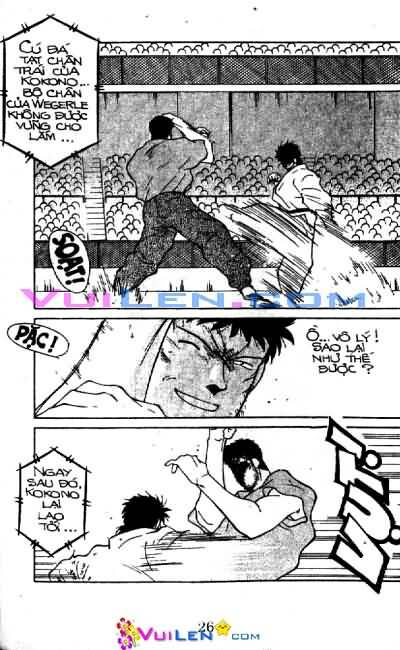 CÚ ĐÁ
TẠT CHÂN
TRÁI CỦA
KOKONO...
BỘ CHÂN
CỦA WEGERLE
KHÔNG ĐƯỢC
VỮNG CHO
LẮM...
SOẠT!
VUILEN.COM
PẶC!
Ồ...VÔ LÝ!
SAO LẠI
NHƯ THẾ
ĐƯỢC?
NGAY
SAU ĐÓ,
KOKONO
LẠI
LAO
TỚI...
VỤT!
26
VUILEN.COM